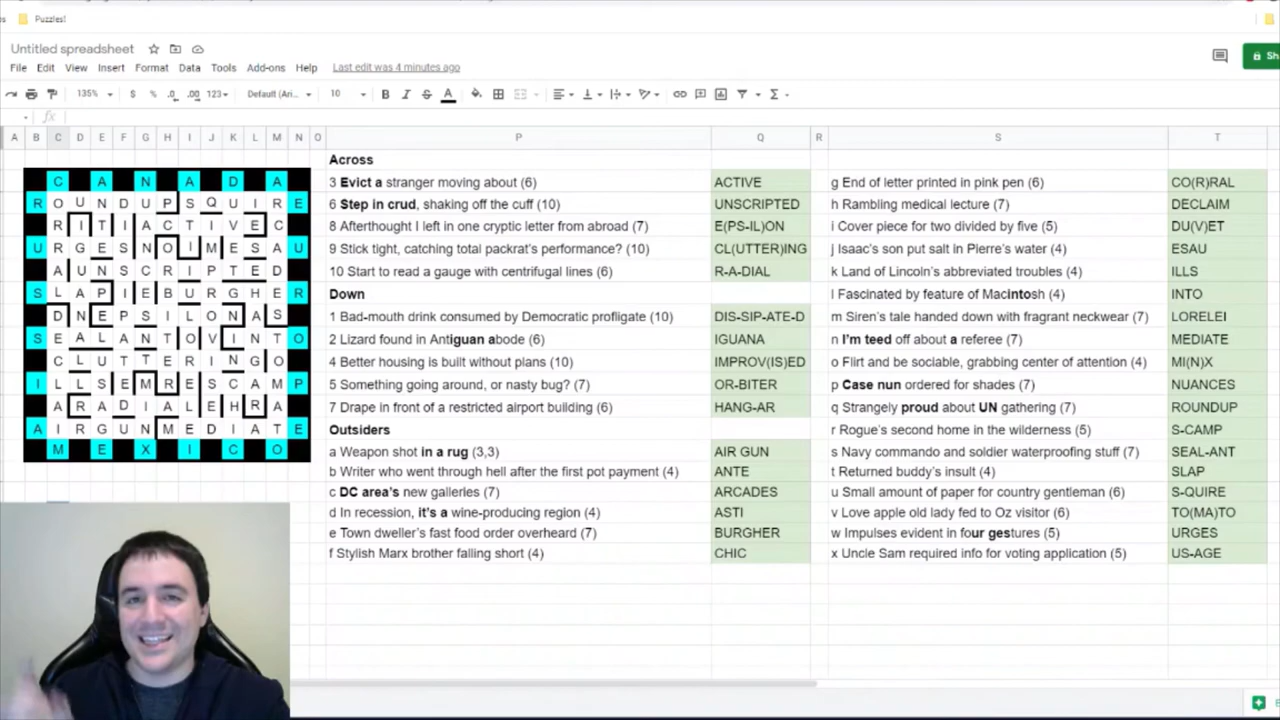 Puzzles!
Untitled spreadsheet
File Edit View Insert Format Data Tools Add-ons Help Last edit was 4 minutes ago
135% $ % .0 .00 123 Default (Ari... 10 B I S A Σ
fx
A B C D E F G H I J K L M N O P Q R S T
C A N A D A
R O U N D U P S Q U I R E
R I T I A C T I V E C
U R G E S N O I M E S A U
A U N S C R I P T E D
S L A P I E B U R G H E R
D N E P S I L O N A S
S E A L A N T O V I N T O
C L U T T E R I N G O
I L L S E M R E S C A M P
A R A D I A L E H R A
A I R G U N M E D I A T E
M E X I C O
Across
3 Evict a stranger moving about (6) ACTIVE
6 Step in crud, shaking off the cuff (10) UNSCRIPTED
8 Afterthought I left in one cryptic letter from abroad (7) E(PS-IL)ON
9 Stick tight, catching total packrat's performance? (10) CL(UTTER)ING
10 Start to read a gauge with centrifugal lines (6) R-A-DIAL
Down
1 Bad-mouth drink consumed by Democratic profligate (10) DIS-SIP-ATE-D
2 Lizard found in Antiguan abode (6) IGUANA
4 Better housing is built without plans (10) IMPROV(IS)ED
5 Something going around, or nasty bug? (7) OR-BITER
7 Drape in front of a restricted airport building (6) HANG-AR
Outsiders
a Weapon shot in a rug (3,3) AIR GUN
b Writer who went through hell after the first pot payment (4) ANTE
c DC area's new galleries (7) ARCADES
d In recession, it's a wine-producing region (4) ASTI
e Town dweller's fast food order overheard (7) BURGHER
f Stylish Marx brother falling short (4) CHIC
g End of letter printed in pink pen (6) CO(R)RAL
h Rambling medical lecture (7) DECLAIM
i Cover piece for two divided by five (5) DU(V)ET
j Isaac's son put salt in Pierre's water (4) ESAU
k Land of Lincoln's abbreviated troubles (4) ILLS
l Fascinated by feature of Macintosh (4) INTO
m Siren's tale handed down with fragrant neckwear (7) LORELEI
n I'm teed off about a referee (7) MEDIATE
o Flirt and be sociable, grabbing center of attention (4) MI(N)X
p Case nun ordered for shades (7) NUANCES
q Strangely proud about UN gathering (7) ROUNDUP
r Rogue's second home in the wilderness (5) S-CAMP
s Navy commando and soldier waterproofing stuff (7) SEAL-ANT
t Returned buddy's insult (4) SLAP
u Small amount of paper for country gentleman (6) S-QUIRE
v Love apple old lady fed to Oz visitor (6) TO(MA)TO
w Impulses evident in four gestures (5) URGES
x Uncle Sam required info for voting application (5) US-AGE